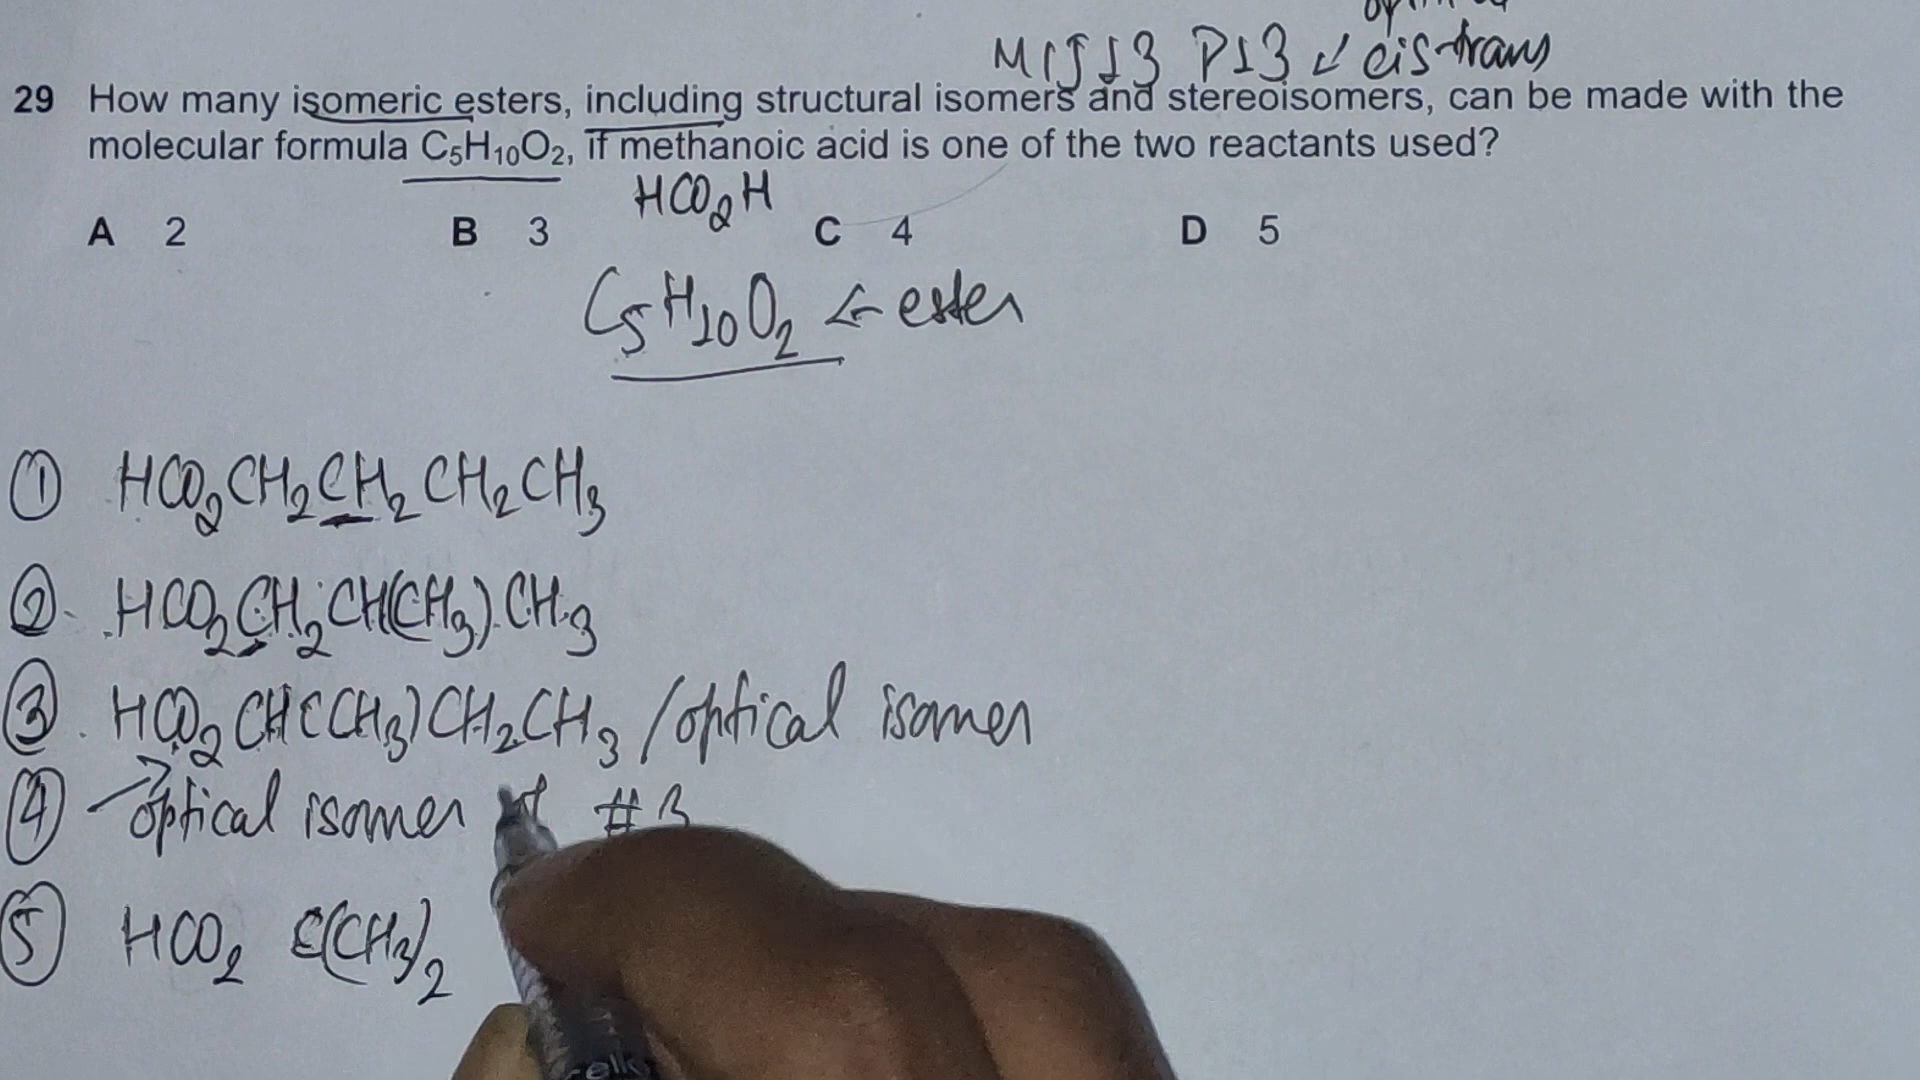 M/J 13 P13 ↙ cis-trans
29 How many isomeric esters, including structural isomers and stereoisomers, can be made with the
molecular formula C₅H₁₀O₂, if methanoic acid is one of the two reactants used?
HCO₂H
A 2 B 3 C 4 D 5
C₅H₁₀O₂ ← ester
① HCO₂CH₂CH₂CH₂CH₃
② HCO₂CH₂CH(CH₃)CH₃
③ HCO₂CH(CH₃)CH₂CH₃ / optical isomer
④ → optical isomer of #3
⑤ HCO₂ C(CH₃)₂